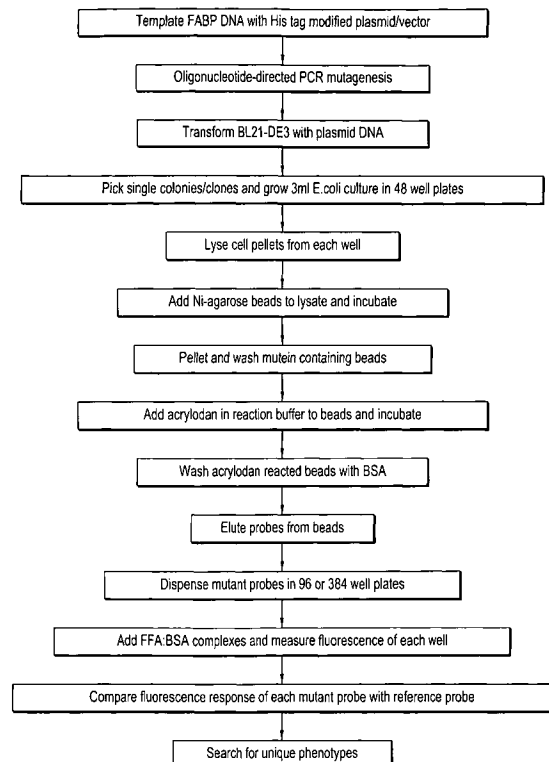 Template FABP DNA with His tag modified plasmid/vector
Oligonucleotide-directed PCR mutagenesis
Transform BL21-DE3 with plasmid DNA
Pick single colonies/clones and grow 3ml E.coli culture in 48 well plates
Lyse cell pellets from each well
Add Ni-agarose beads to lysate and incubate
Pellet and wash mutein containing beads
Add acrylodan in reaction buffer to beads and incubate
Wash acrylodan reacted beads with BSA
Elute probes from beads
Dispense mutant probes in 96 or 384 well plates
Add FFA:BSA complexes and measure fluorescence of each well
Compare fluorescence response of each mutant probe with reference probe
Search for unique phenotypes